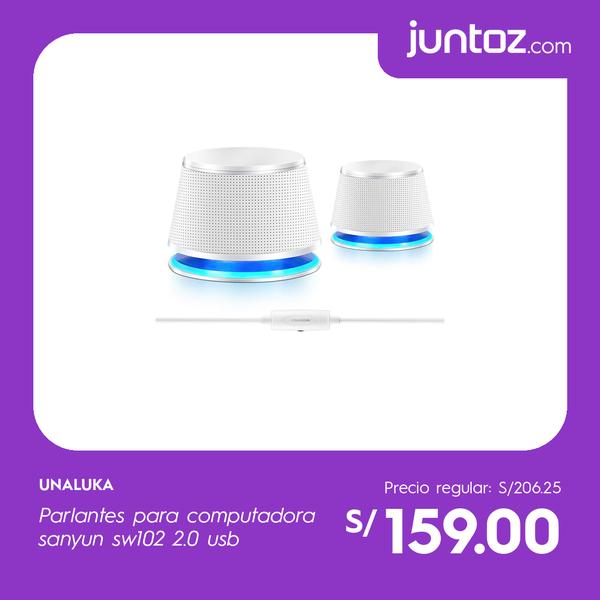 juntoz.com
UNALUKA
Parlantes para computadora
sanyun sw102 2.0 usb
Precio regular: S/206.25
S/159.00